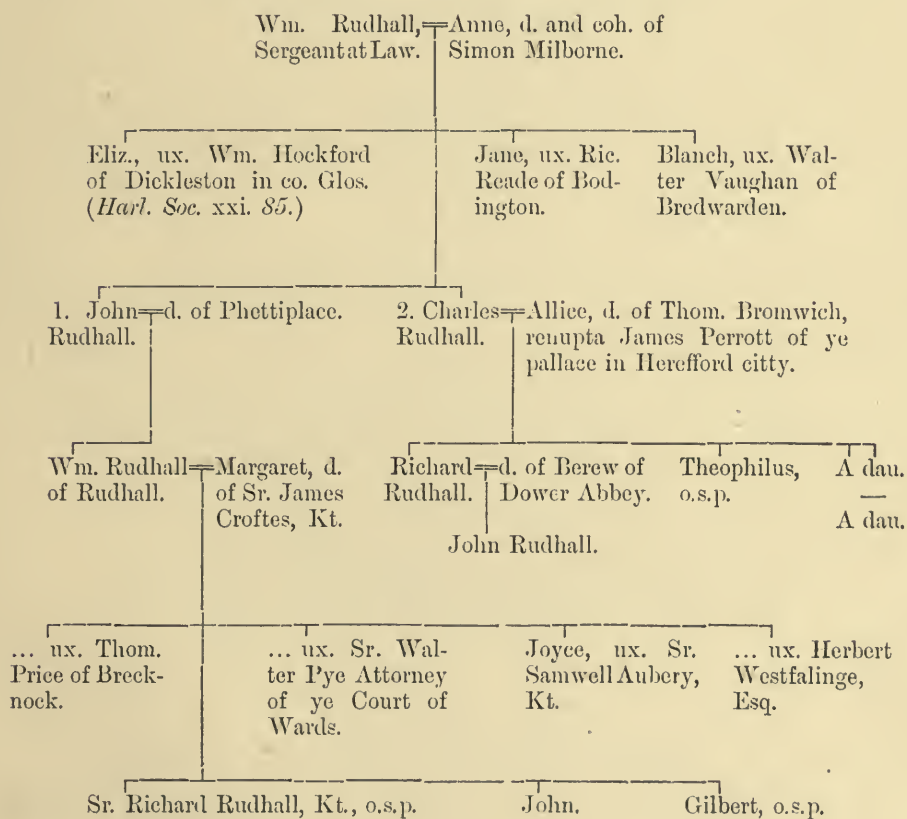 Wm. Rudhall, Sergeant at Law.
Anne, d. and coh. of Simon Milborne.
Eliz., ux. Wm. Hockford
of Dickleston in co. Glos.
(Harl. Soc. xxi. 85.)
Jane, ux. Ric.
Reade of Bod-
ington.
Blanch, ux. Wal-
ter Vaughan of
Bredwarden.
1. John
Rudhall.
d. of Phettiplace.
2. Charles
Rudhall.
Allice, d. of Thom. Bromwich,
renupta James Perrott of ye
pallace in Herefford citty.
Wm. Rudhall
of Rudhall.
Margaret, d.
of Sr. James
Croftes, Kt.
Richard
Rudhall.
d. of Berew of
Dower Abbey.
Theophilus,
o.s.p.
A dau.
—
A dau.
John Rudhall.
... ux. Thom.
Price of Breck-
nock.
... ux. Sr. Wal-
ter Pye Attorney
of ye Court of
Wards.
Joyce, ux. Sr.
Samwell Aubery,
Kt.
... ux. Herbert
Westfalinge,
Esq.
Sr. Richard Rudhall, Kt., o.s.p.
John.
Gilbert, o.s.p.